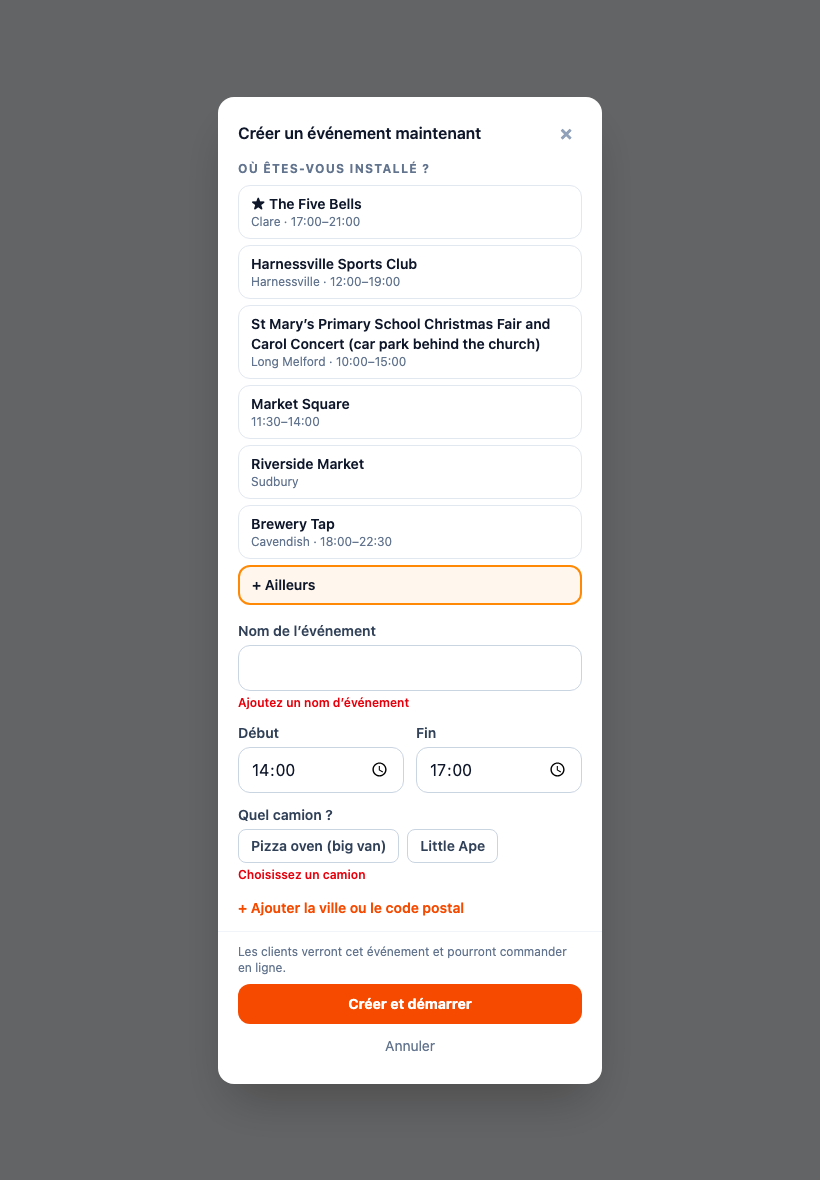 Créer un événement maintenant
OÙ ÊTES-VOUS INSTALLÉ ?
★ The Five Bells
Clare · 17:00–21:00
Harnessville Sports Club
Harnessville · 12:00–19:00
St Mary’s Primary School Christmas Fair and
Carol Concert (car park behind the church)
Long Melford · 10:00–15:00
Market Square
11:30–14:00
Riverside Market
Sudbury
Brewery Tap
Cavendish · 18:00–22:30
+ Ailleurs
Nom de l’événement
Ajoutez un nom d’événement
Début
Fin
14:00
17:00
Quel camion ?
Pizza oven (big van)
Little Ape
Choisissez un camion
+ Ajouter la ville ou le code postal
Les clients verront cet événement et pourront commander
en ligne.
Créer et démarrer
Annuler